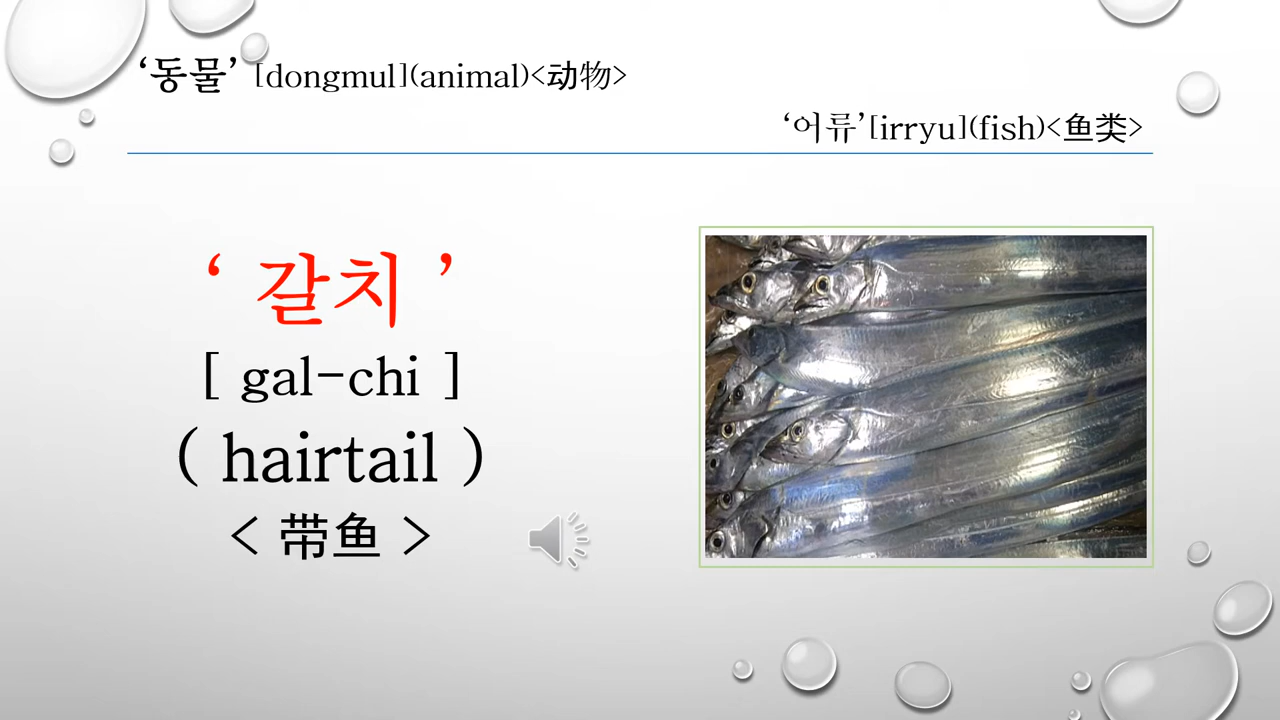 ‘동물’ [dongmul](animal)<动物>
‘어류’[irryu](fish)<鱼类>
‘ 갈치 ’
[ gal-chi ]
( hairtail )
< 带鱼 >